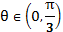 θ ∈ (0, π/3)